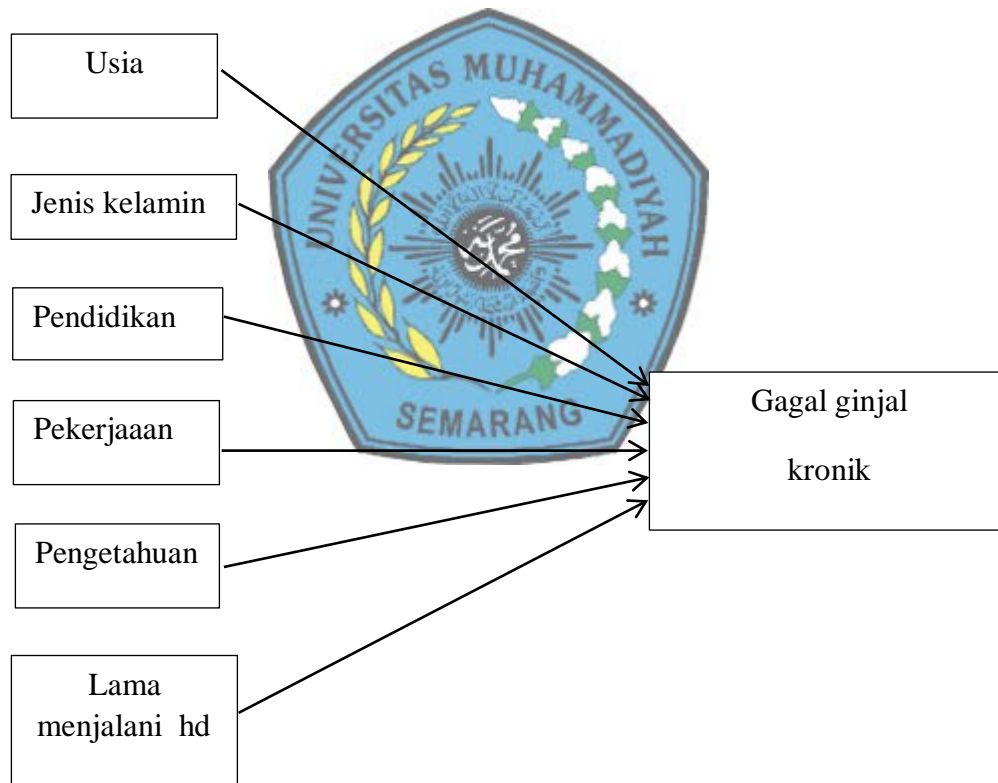 Usia
Jenis kelamin
Pendidikan
Pekerjaaan
Pengetahuan
Lama
menjalani hd
Gagal ginjal
kronik
UNIVERSITAS MUHAMMADIYAH
SEMARANG